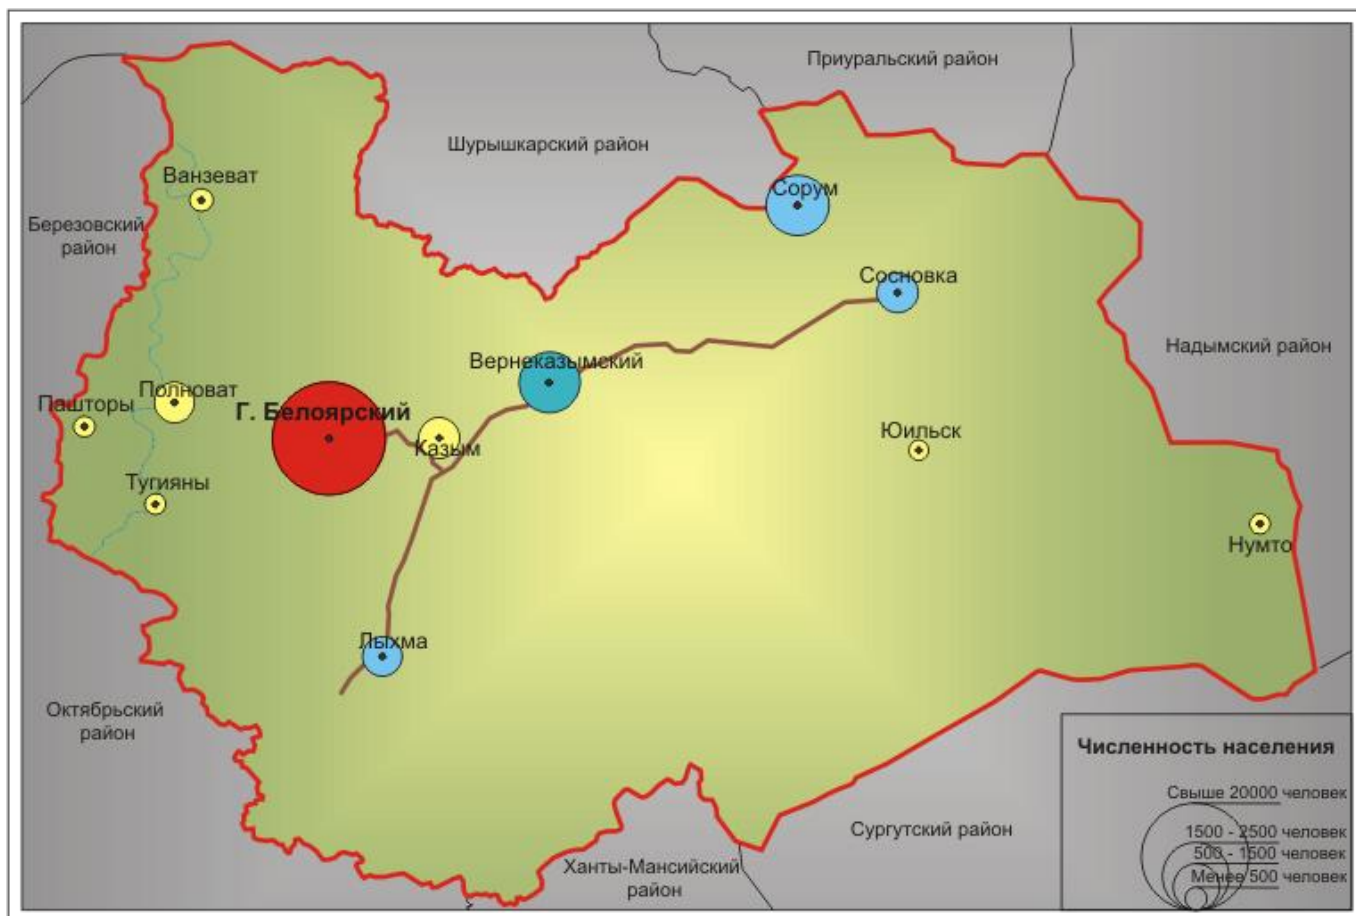 Приуральский район
Шурышкарский район
Ванзеват
Сорум
Березовский
район
Сосновка
Надымский район
Вернеказымский
Полноват
Пашторы
Г. Белоярский
Казым
Юильск
Тугияны
Нумто
Лыхма
Октябрьский
район
Численность населения
Свыше 20000 человек
1500 - 2500 человек
500 - 1500 человек
Менее 500 человек
Сургутский район
Ханты-Мансийский
район